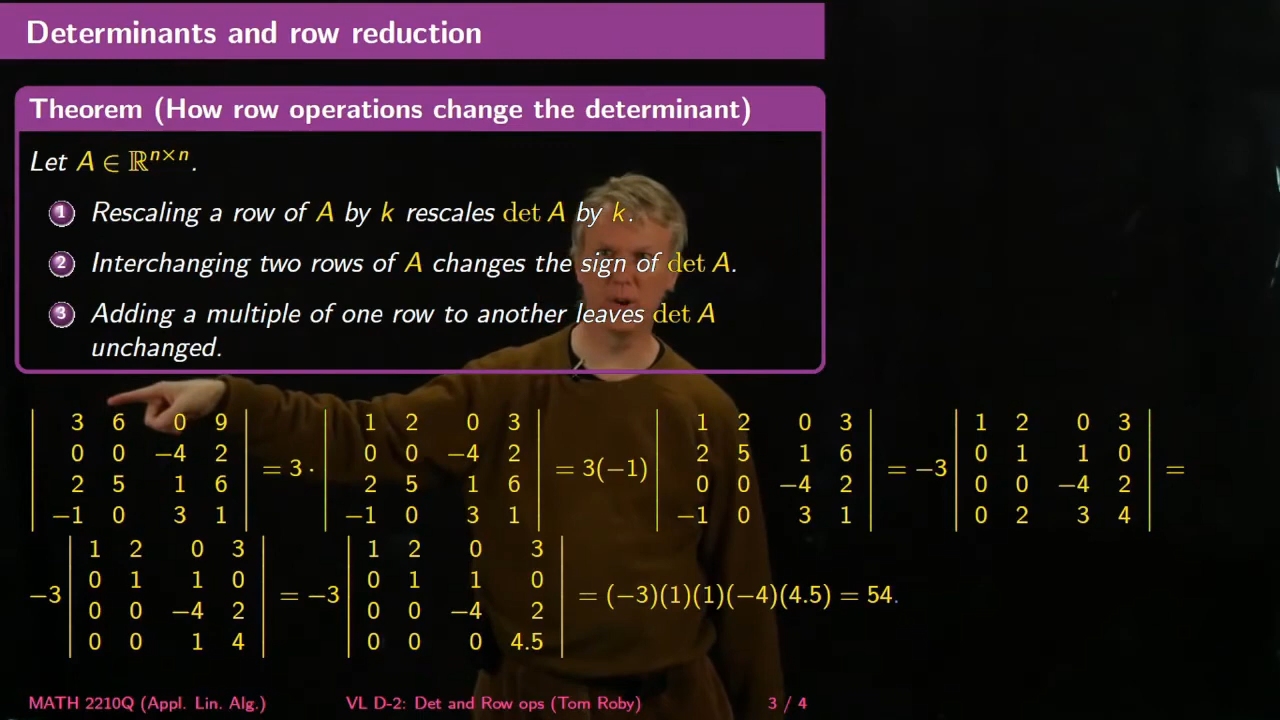 Determinants and row reduction
Theorem (How row operations change the determinant)
Let A ∈ ℝⁿˣⁿ.
1 Rescaling a row of A by k rescales det A by k.
2 Interchanging two rows of A changes the sign of det A.
3 Adding a multiple of one row to another leaves det A
unchanged.
| 3 6 0 9 | | 1 2 0 3 | | 1 2 0 3 | | 1 2 0 3 |
| 0 0 −4 2 | | 0 0 −4 2 | | 2 5 1 6 | | 0 1 1 0 |
= 3 · = 3(−1) = −3 =
| 2 5 1 6 | | 2 5 1 6 | | 0 0 −4 2 | | 0 0 −4 2 |
| −1 0 3 1 | | −1 0 3 1 | | −1 0 3 1 | | 0 2 3 4 |
| 1 2 0 3 | | 1 2 0 3 |
| 0 1 1 0 | | 0 1 1 0 |
−3 = −3 = (−3)(1)(1)(−4)(4.5) = 54.
| 0 0 −4 2 | | 0 0 −4 2 |
| 0 0 1 4 | | 0 0 0 4.5 |
MATH 2210Q (Appl. Lin. Alg.) VL D-2: Det and Row ops (Tom Roby) 3 / 4